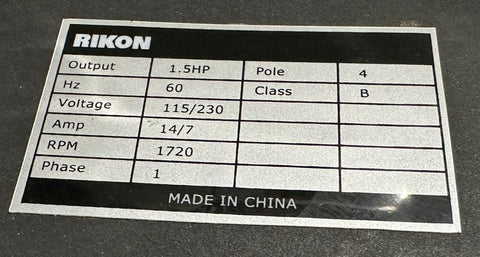 RIKON
Output 1.5HP Pole 4
Hz 60 Class B
Voltage 115/230
Amp 14/7
RPM 1720
Phase 1
MADE IN CHINA